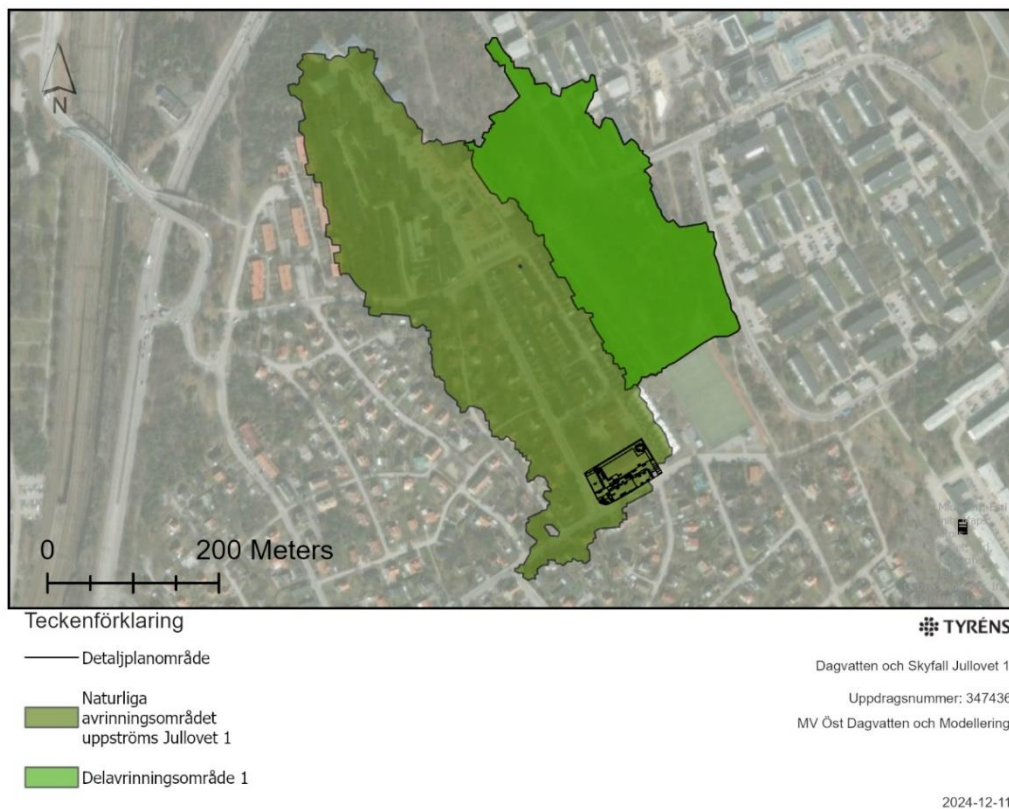 N
0
200 Meters
Teckenförklaring
Detaljplanområde
Naturliga
avrinningsområdet
uppströms Jullovet 1
Delavrinningsområde 1
TYRÉNS
Dagvatten och Skyfall Jullovet 1
Uppdragsnummer: 347436
MV Öst Dagvatten och Modellering
2024-12-11